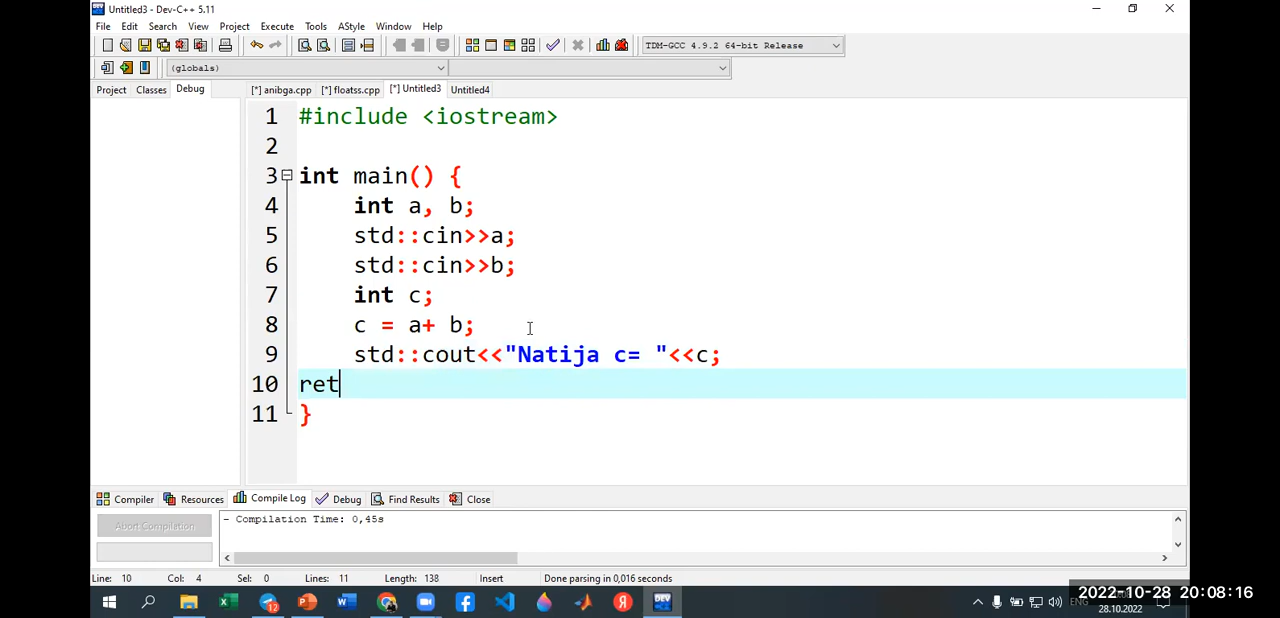 Untitled3 - Dev-C++ 5.11
File Edit Search View Project Execute Tools AStyle Window Help
TDM-GCC 4.9.2 64-bit Release
(globals)
Project Classes Debug
[*] anibga.cpp [*] floatss.cpp [*] Untitled3 Untitled4
1 #include <iostream>
2
3 int main() {
4 int a, b;
5 std::cin>>a;
6 std::cin>>b;
7 int c;
8 c = a+ b;
9 std::cout<<"Natija c= "<<c;
10 ret
11 }
Compiler Resources Compile Log Debug Find Results Close
Abort Compilation
- Compilation Time: 0,45s
Line: 10 Col: 4 Sel: 0 Lines: 11 Length: 138 Insert Done parsing in 0,016 seconds
12
DEV
ENG
2022-10-28 20:08:16
28.10.2022